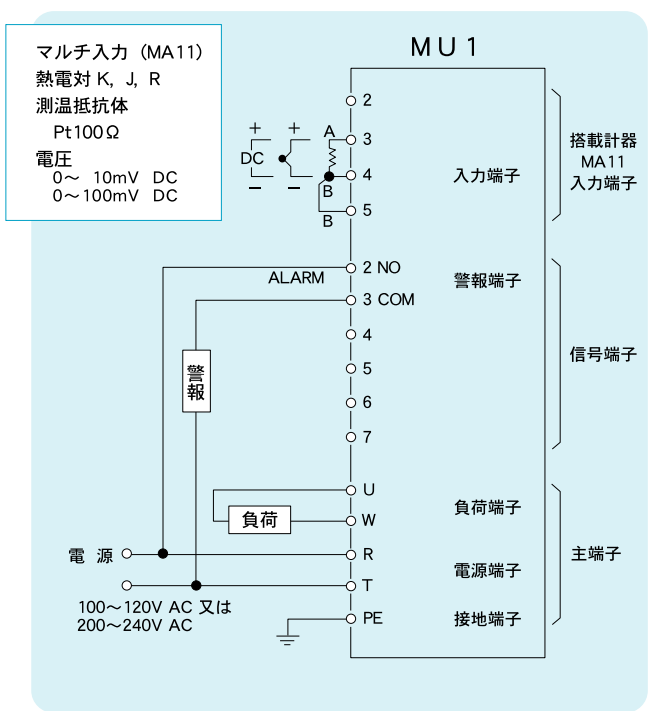 マルチ入力（MA11）
熱電対 K, J, R
測温抵抗体
Pt100Ω
電圧
0～ 10mV DC
0～100mV DC
MU1
2
+ + A 3
DC
4
− − B
5
B
入力端子
搭載計器
MA11
入力端子
2 NO
ALARM
3 COM
警報端子
4
警報
5
信号端子
6
7
U
負荷
W
負荷端子
電源
R
主端子
T
電源端子
100～120V AC 又は
200～240V AC
PE
接地端子